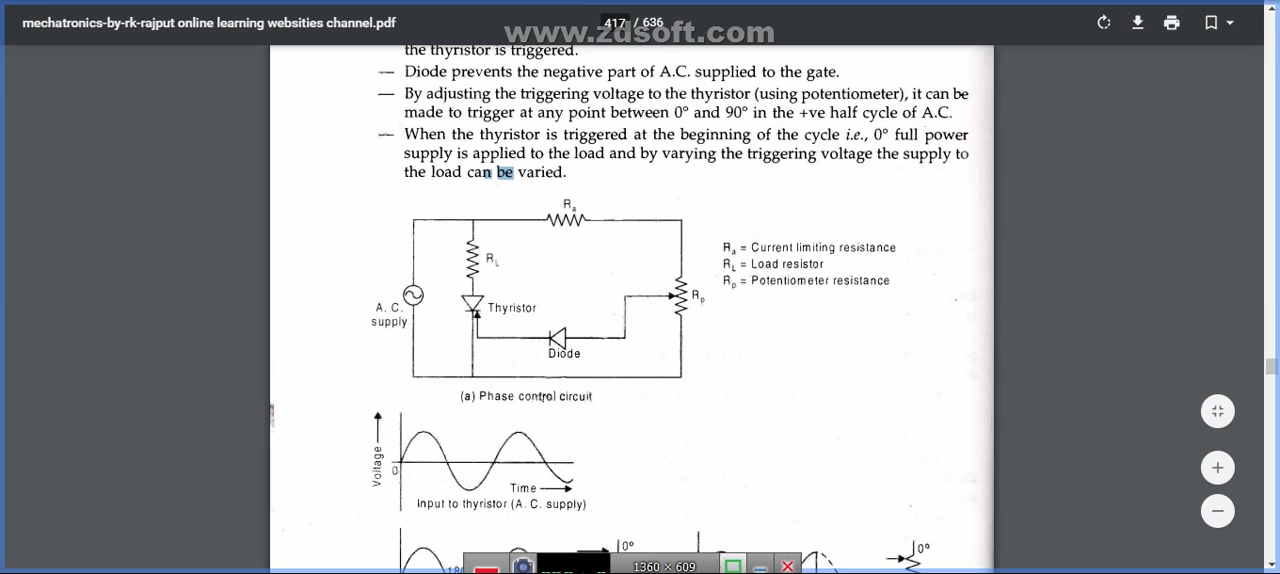 mechatronics-by-rk-rajput online learning websities channel.pdf
417 / 636
www.zdsoft.com
the thyristor is triggered.
— Diode prevents the negative part of A.C. supplied to the gate.
— By adjusting the triggering voltage to the thyristor (using potentiometer), it can be
made to trigger at any point between 0° and 90° in the +ve half cycle of A.C.
— When the thyristor is triggered at the beginning of the cycle i.e., 0° full power
supply is applied to the load and by varying the triggering voltage the supply to
the load can be varied.
Ra
RL
Ra = Current limiting resistance
RL = Load resistor
Rp = Potentiometer resistance
Rp
A. C.
supply
Thyristor
Diode
(a) Phase control circuit
Voltage
0
Time
Input to thyristor (A. C. supply)
0°
0°
1360 × 609